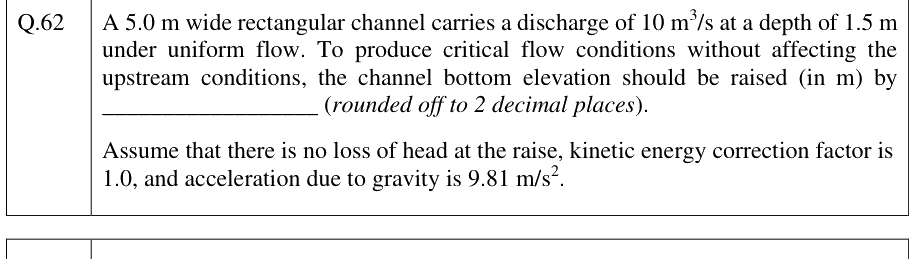 Q.62
A 5.0 m wide rectangular channel carries a discharge of 10 m³/s at a depth of 1.5 m
under uniform flow. To produce critical flow conditions without affecting the
upstream conditions, the channel bottom elevation should be raised (in m) by
___________________ (rounded off to 2 decimal places).
Assume that there is no loss of head at the raise, kinetic energy correction factor is
1.0, and acceleration due to gravity is 9.81 m/s².